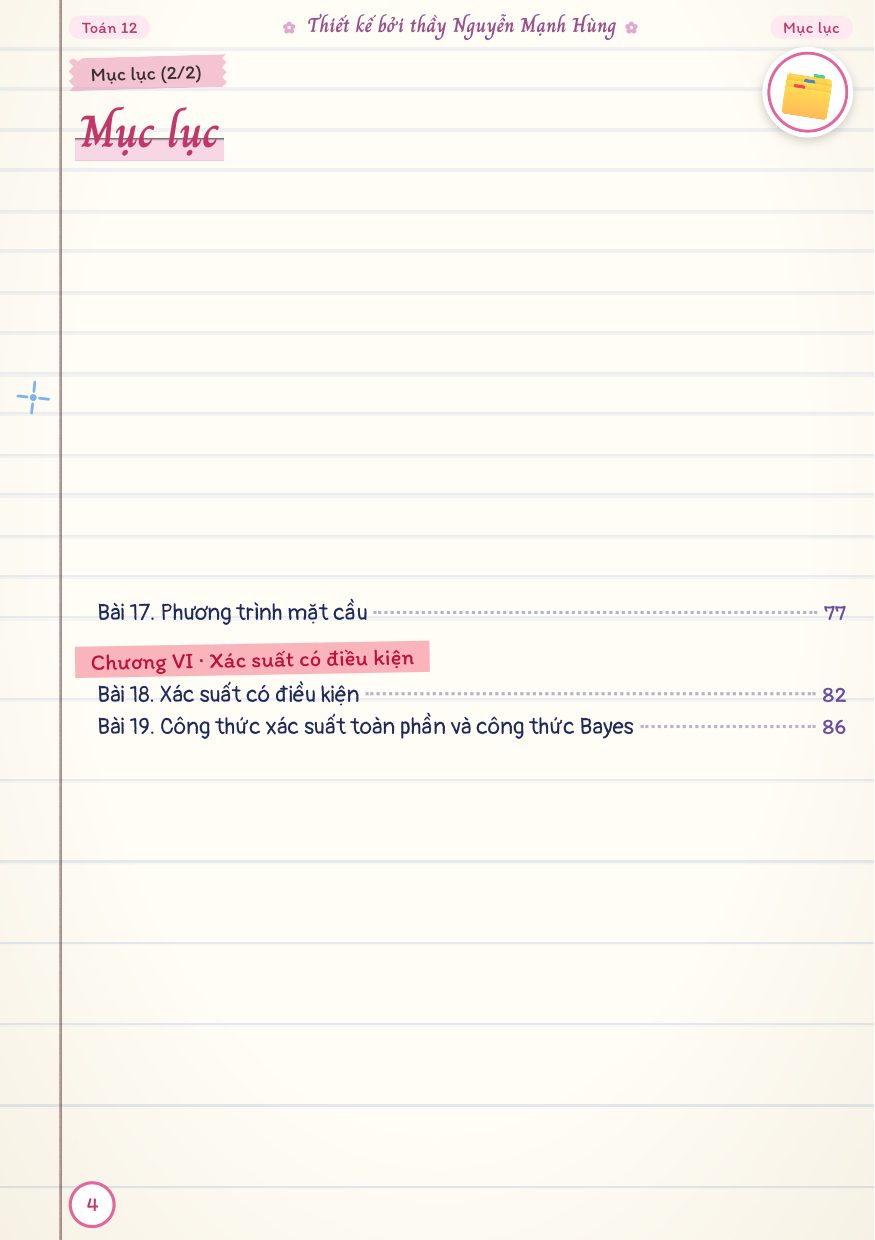 Toán 12
Thiết kế bởi thầy Nguyễn Mạnh Hùng
Mục lục
Mục lục (2/2)
Mục lục
Bài 17. Phương trình mặt cầu 77
Chương VI · Xác suất có điều kiện
Bài 18. Xác suất có điều kiện 82
Bài 19. Công thức xác suất toàn phần và công thức Bayes 86
4